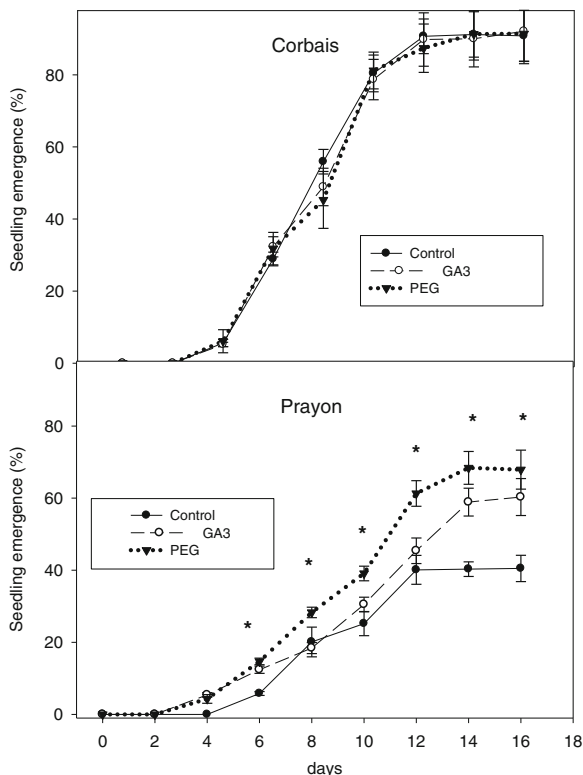 Corbais
Seedling emergence (%)
80
60
40
20
0
Control
GA3
PEG
Prayon
Seedling emergence (%)
80
60
40
20
0
Control
GA3
PEG
* * * * * *
0 2 4 6 8 10 12 14 16 18
days